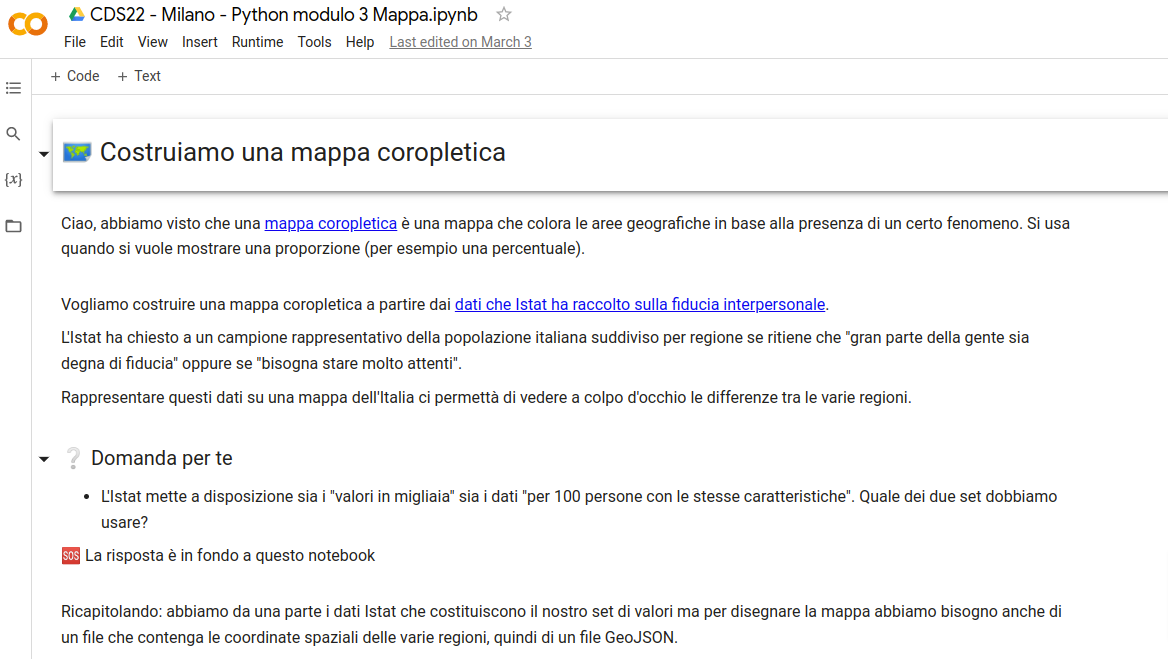 CDS22 - Milano - Python modulo 3 Mappa.ipynb
File Edit View Insert Runtime Tools Help Last edited on March 3
+ Code + Text
Costruiamo una mappa coropletica
{x}
Ciao, abbiamo visto che una mappa coropletica è una mappa che colora le aree geografiche in base alla presenza di un certo fenomeno. Si usa
quando si vuole mostrare una proporzione (per esempio una percentuale).
Vogliamo costruire una mappa coropletica a partire dai dati che Istat ha raccolto sulla fiducia interpersonale.
L'Istat ha chiesto a un campione rappresentativo della popolazione italiana suddiviso per regione se ritiene che "gran parte della gente sia
degna di fiducia" oppure se "bisogna stare molto attenti".
Rappresentare questi dati su una mappa dell'Italia ci permettà di vedere a colpo d'occhio le differenze tra le varie regioni.
❔ Domanda per te
• L'Istat mette a disposizione sia i "valori in migliaia" sia i dati "per 100 persone con le stesse caratteristiche". Quale dei due set dobbiamo
usare?
SOS La risposta è in fondo a questo notebook
Ricapitolando: abbiamo da una parte i dati Istat che costituiscono il nostro set di valori ma per disegnare la mappa abbiamo bisogno anche di
un file che contenga le coordinate spaziali delle varie regioni, quindi di un file GeoJSON.